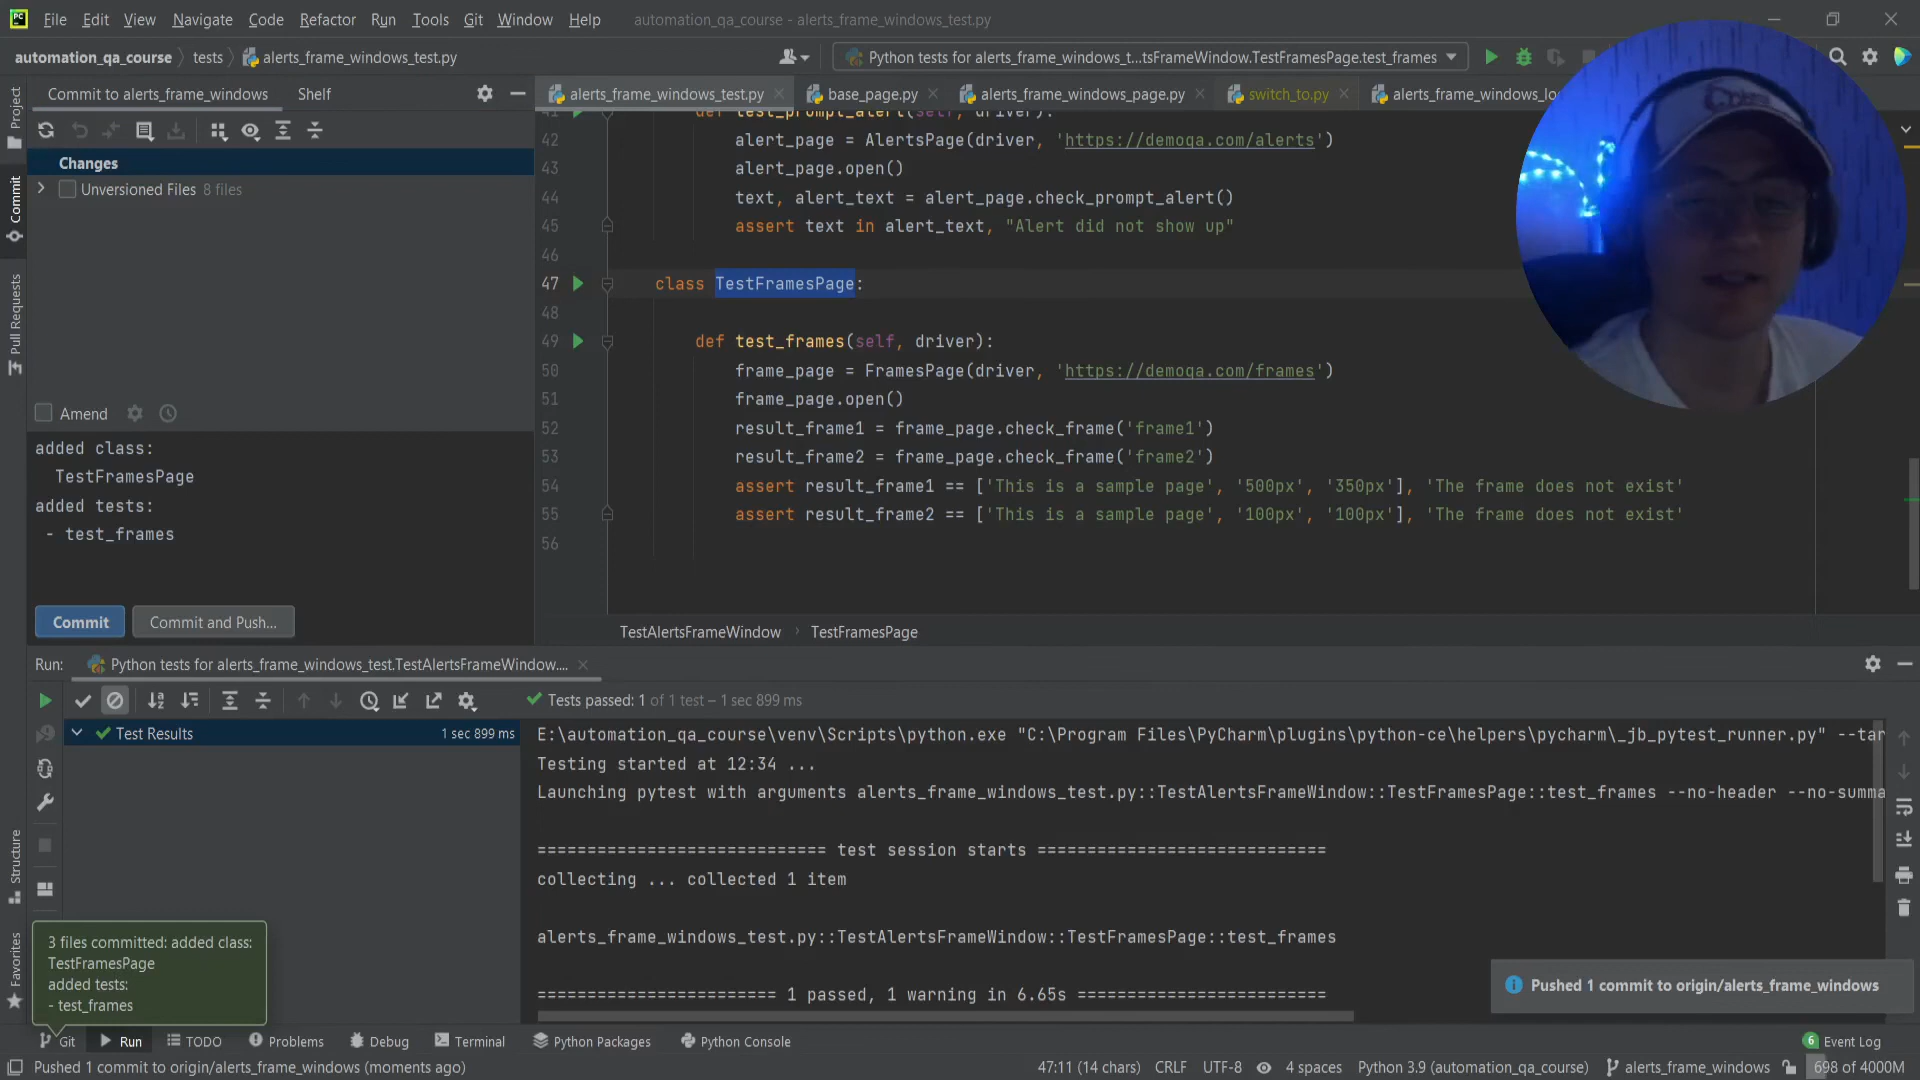 File Edit View Navigate Code Refactor Run Tools Git Window Help automation_qa_course - alerts_frame_windows_test.py
automation_qa_course tests alerts_frame_windows_test.py Python tests for alerts_frame_windows_t...tsFrameWindow.TestFramesPage.test_frames
Project
Commit
Pull Requests
Structure
Favorites
Commit to alerts_frame_windows Shelf
Changes
Unversioned Files 8 files
Amend
added class:
TestFramesPage
added tests:
- test_frames
Commit Commit and Push...
alerts_frame_windows_test.py base_page.py alerts_frame_windows_page.py switch_to.py alerts_frame_windows_lo
41 def test_prompt_alert(self, driver):
42 alert_page = AlertsPage(driver, 'https://demoqa.com/alerts')
43 alert_page.open()
44 text, alert_text = alert_page.check_prompt_alert()
45 assert text in alert_text, "Alert did not show up"
46
47 class TestFramesPage:
48
49 def test_frames(self, driver):
50 frame_page = FramesPage(driver, 'https://demoqa.com/frames')
51 frame_page.open()
52 result_frame1 = frame_page.check_frame('frame1')
53 result_frame2 = frame_page.check_frame('frame2')
54 assert result_frame1 == ['This is a sample page', '500px', '350px'], 'The frame does not exist'
55 assert result_frame2 == ['This is a sample page', '100px', '100px'], 'The frame does not exist'
56
TestAlertsFrameWindow TestFramesPage
Run: Python tests for alerts_frame_windows_test.TestAlertsFrameWindow....
Tests passed: 1 of 1 test – 1 sec 899 ms
Test Results 1 sec 899 ms
E:\automation_qa_course\venv\Scripts\python.exe "C:\Program Files\PyCharm\plugins\python-ce\helpers\pycharm\_jb_pytest_runner.py" --tar
Testing started at 12:34 ...
Launching pytest with arguments alerts_frame_windows_test.py::TestAlertsFrameWindow::TestFramesPage::test_frames --no-header --no-summa
============================ test session starts =============================
collecting ... collected 1 item
alerts_frame_windows_test.py::TestAlertsFrameWindow::TestFramesPage::test_frames
======================== 1 passed, 1 warning in 6.65s =========================
3 files committed: added class:
TestFramesPage
added tests:
- test_frames
Pushed 1 commit to origin/alerts_frame_windows
Git Run TODO Problems Debug Terminal Python Packages Python Console 6 Event Log
Pushed 1 commit to origin/alerts_frame_windows (moments ago) 47:11 (14 chars) CRLF UTF-8 4 spaces Python 3.9 (automation_qa_course) alerts_frame_windows 698 of 4000M